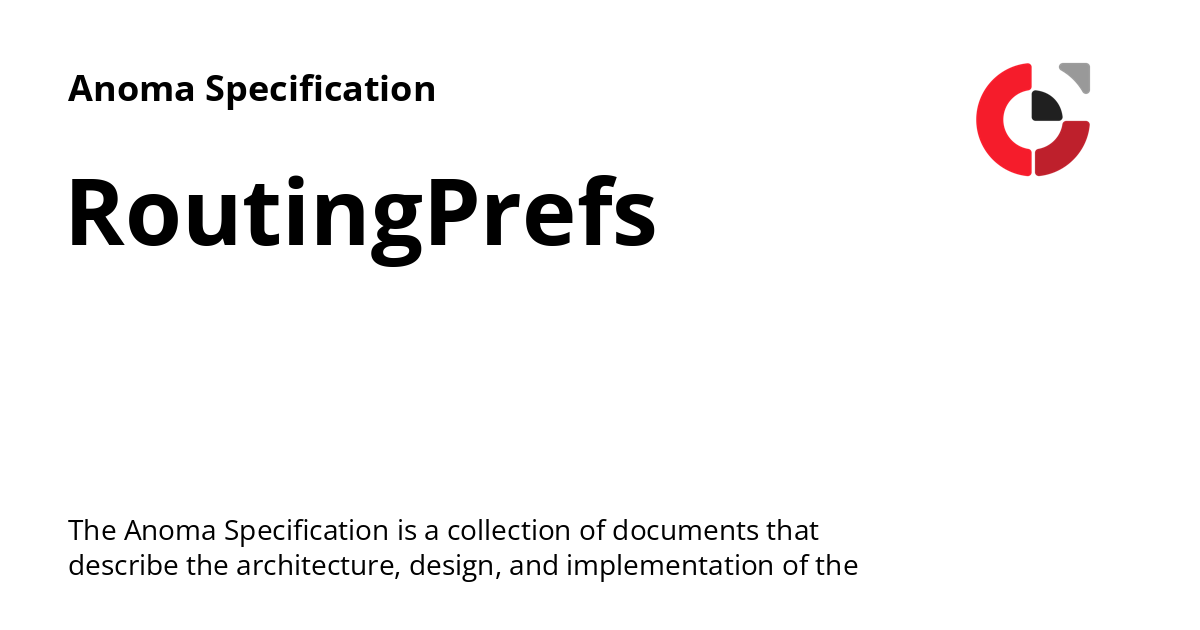 Anoma Specification
RoutingPrefs
The Anoma Specification is a collection of documents that
describe the architecture, design, and implementation of the